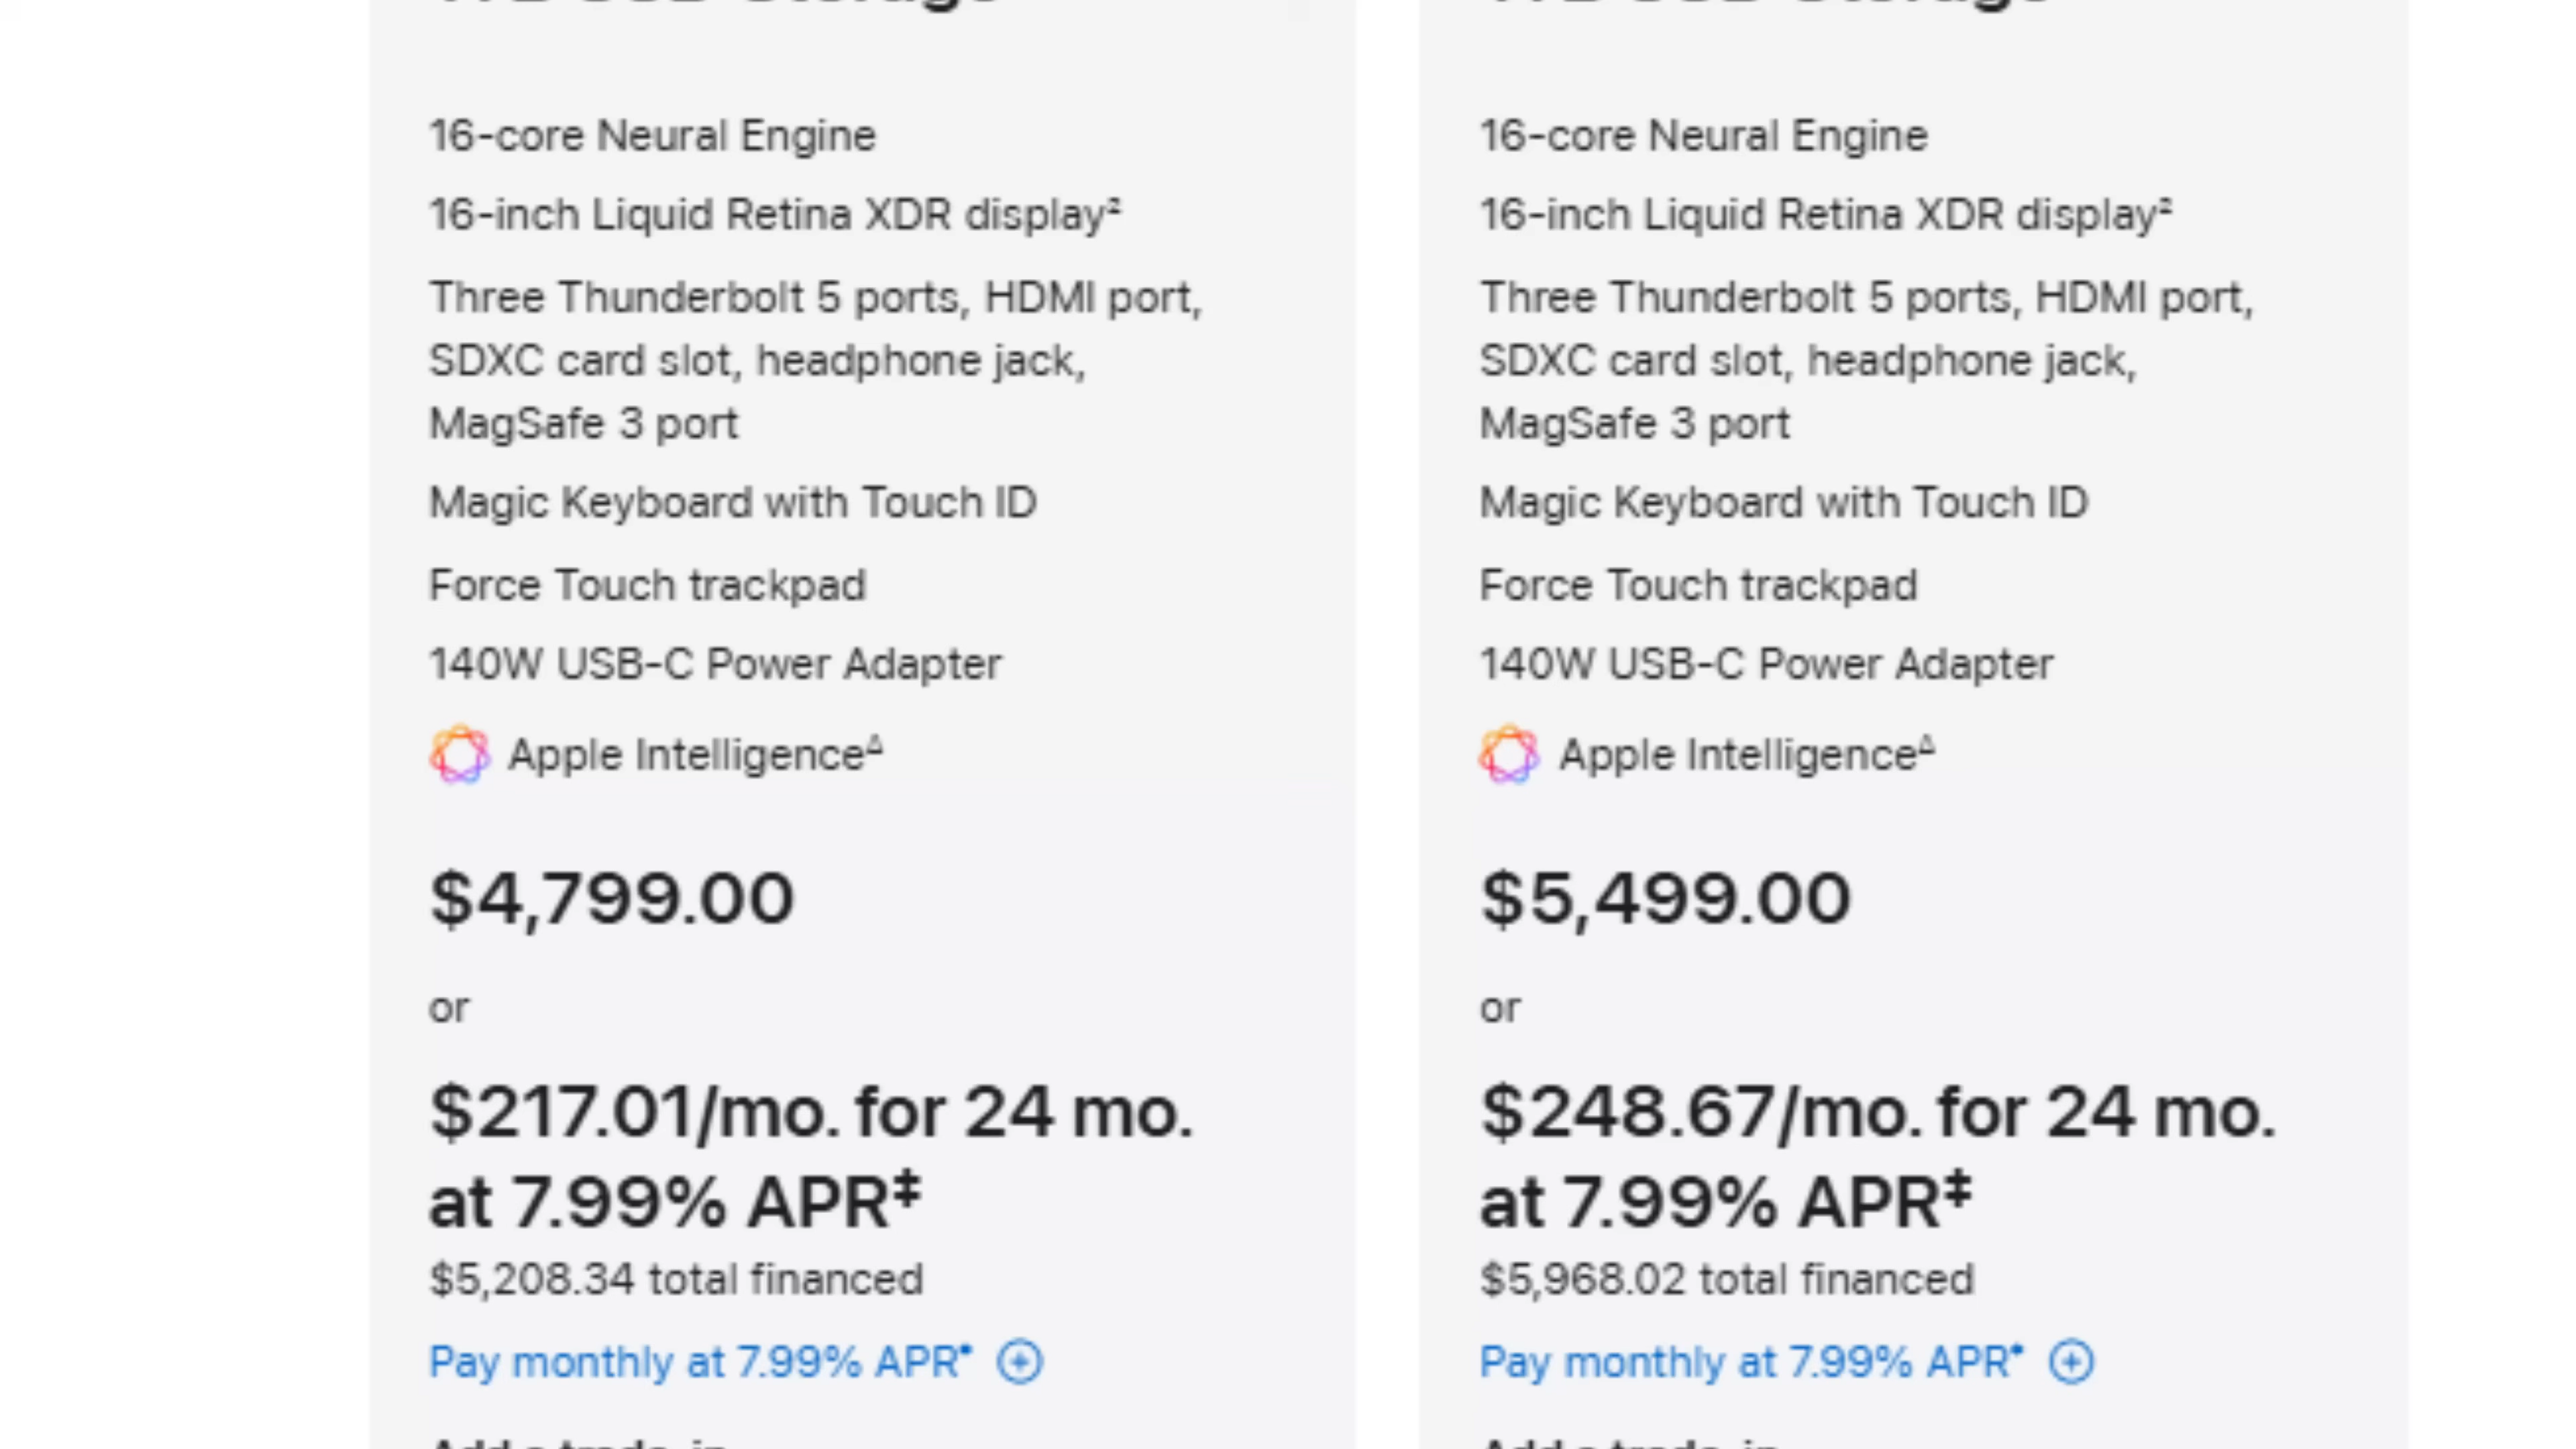 16-core Neural Engine
16-inch Liquid Retina XDR display²
Three Thunderbolt 5 ports, HDMI port,
SDXC card slot, headphone jack,
MagSafe 3 port
Magic Keyboard with Touch ID
Force Touch trackpad
140W USB-C Power Adapter
Apple Intelligence∆
$4,799.00
or
$217.01/mo. for 24 mo.
at 7.99% APR‡
$5,208.34 total financed
Pay monthly at 7.99% APR*
16-core Neural Engine
16-inch Liquid Retina XDR display²
Three Thunderbolt 5 ports, HDMI port,
SDXC card slot, headphone jack,
MagSafe 3 port
Magic Keyboard with Touch ID
Force Touch trackpad
140W USB-C Power Adapter
Apple Intelligence∆
$5,499.00
or
$248.67/mo. for 24 mo.
at 7.99% APR‡
$5,968.02 total financed
Pay monthly at 7.99% APR*